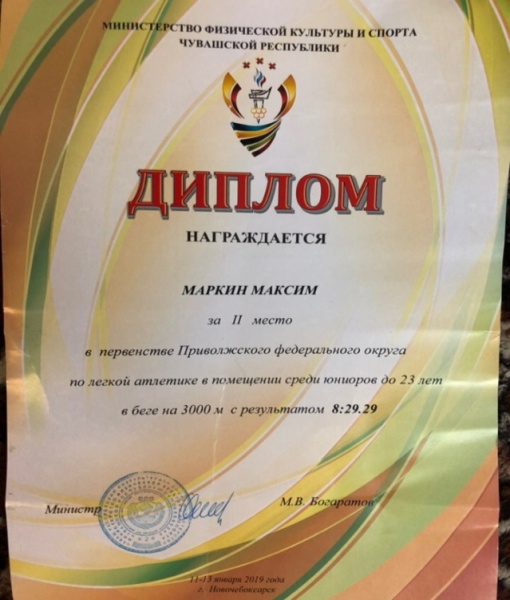 МИНИСТЕРСТВО ФИЗИЧЕСКОЙ КУЛЬТУРЫ И СПОРТА
ЧУВАШСКОЙ РЕСПУБЛИКИ
ДИПЛОМ
НАГРАЖДАЕТСЯ
МАРКИН МАКСИМ
за II место
в первенстве Приволжского федерального округа
по легкой атлетике в помещении среди юниоров до 23 лет
в беге на 3000 м с результатом 8:29.29
Министр М.В. Богаратов
11-13 января 2019 года
г. Новочебоксарск